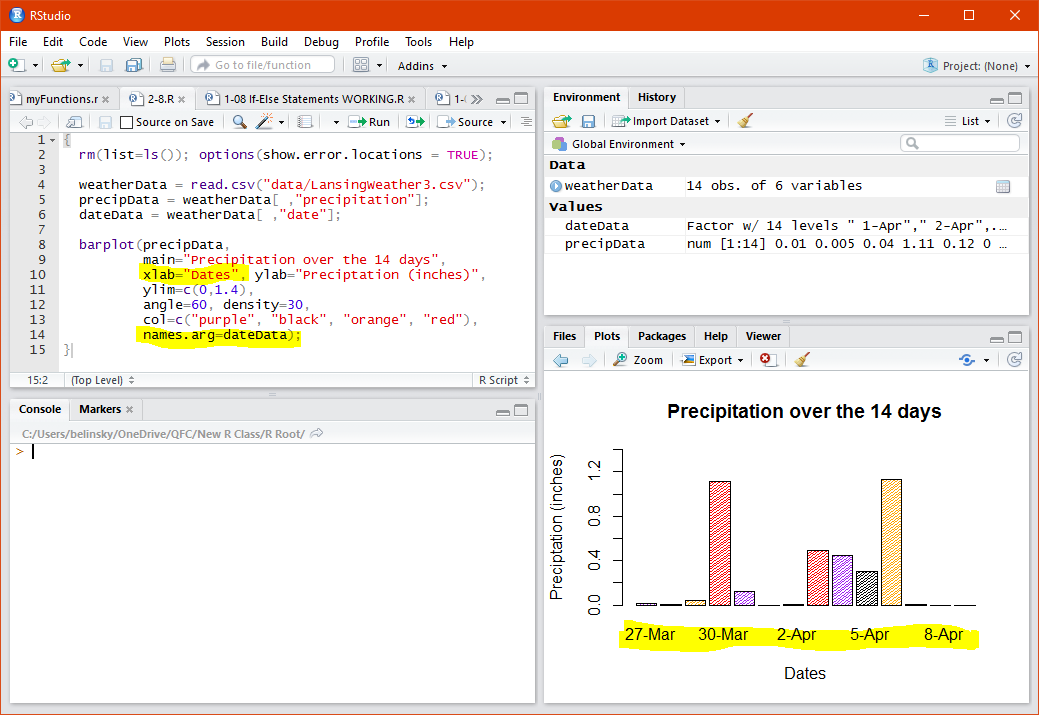 RStudio
File Edit Code View Plots Session Build Debug Profile Tools Help
Go to file/function Addins Project: (None)
myFunctions.r 2-8.R 1-08 If-Else Statements WORKING.R 1-
Source on Save Run Source
1 {
2 rm(list=ls()); options(show.error.locations = TRUE);
3
4 weatherData = read.csv("data/LansingWeather3.csv");
5 precipData = weatherData[ ,"precipitation"];
6 dateData = weatherData[ ,"date"];
7
8 barplot(precipData,
9 main="Precipitation over the 14 days",
10 xlab="Dates", ylab="Preciptation (inches)",
11 ylim=c(0,1.4),
12 angle=60, density=30,
13 col=c("purple", "black", "orange", "red"),
14 names.arg=dateData);
15 }
15:2 (Top Level) R Script
Console Markers
C:/Users/belinsky/OneDrive/QFC/New R Class/R Root/
>
Environment History
Import Dataset List
Global Environment
Data
weatherData 14 obs. of 6 variables
Values
dateData Factor w/ 14 levels " 1-Apr"," 2-Apr",...
precipData num [1:14] 0.01 0.005 0.04 1.11 0.12 0 ...
Files Plots Packages Help Viewer
Zoom Export
Precipitation over the 14 days
Preciptation (inches)
1.2
0.8
0.4
0.0
27-Mar 30-Mar 2-Apr 5-Apr 8-Apr
Dates